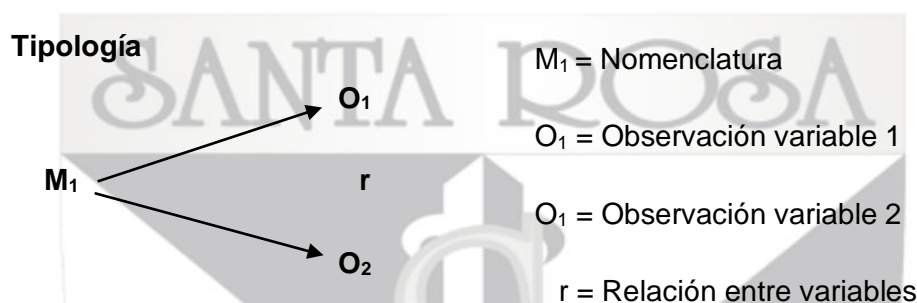 SANTA ROSA
Tipología
M₁ = Nomenclatura
O₁
O₁ = Observación variable 1
M₁
r
O₁ = Observación variable 2
O₂
r = Relación entre variables